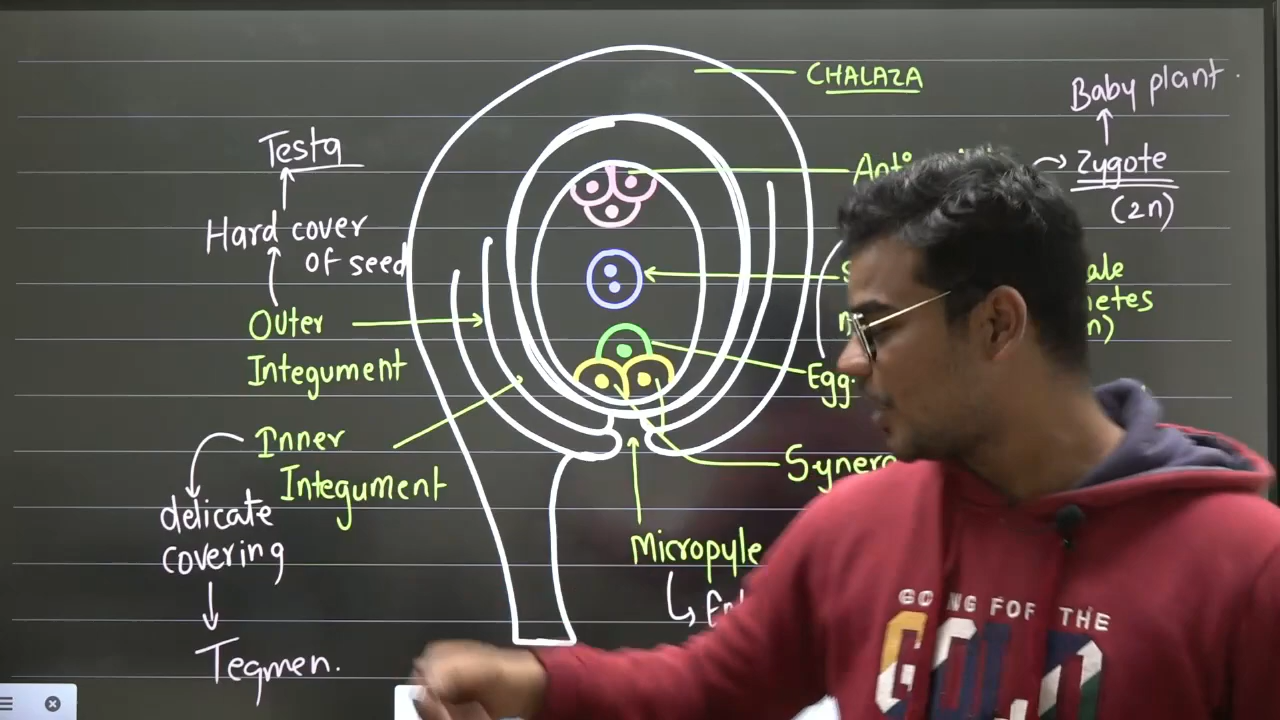 CHALAZA
Baby plant.
Testa
Zygote
(2n)
Hard cover
of seed
Outer
Integument
Inner
Integument
Egg
delicate
covering
Micropyle
Tegmen.
GOING FOR THE
GOLD